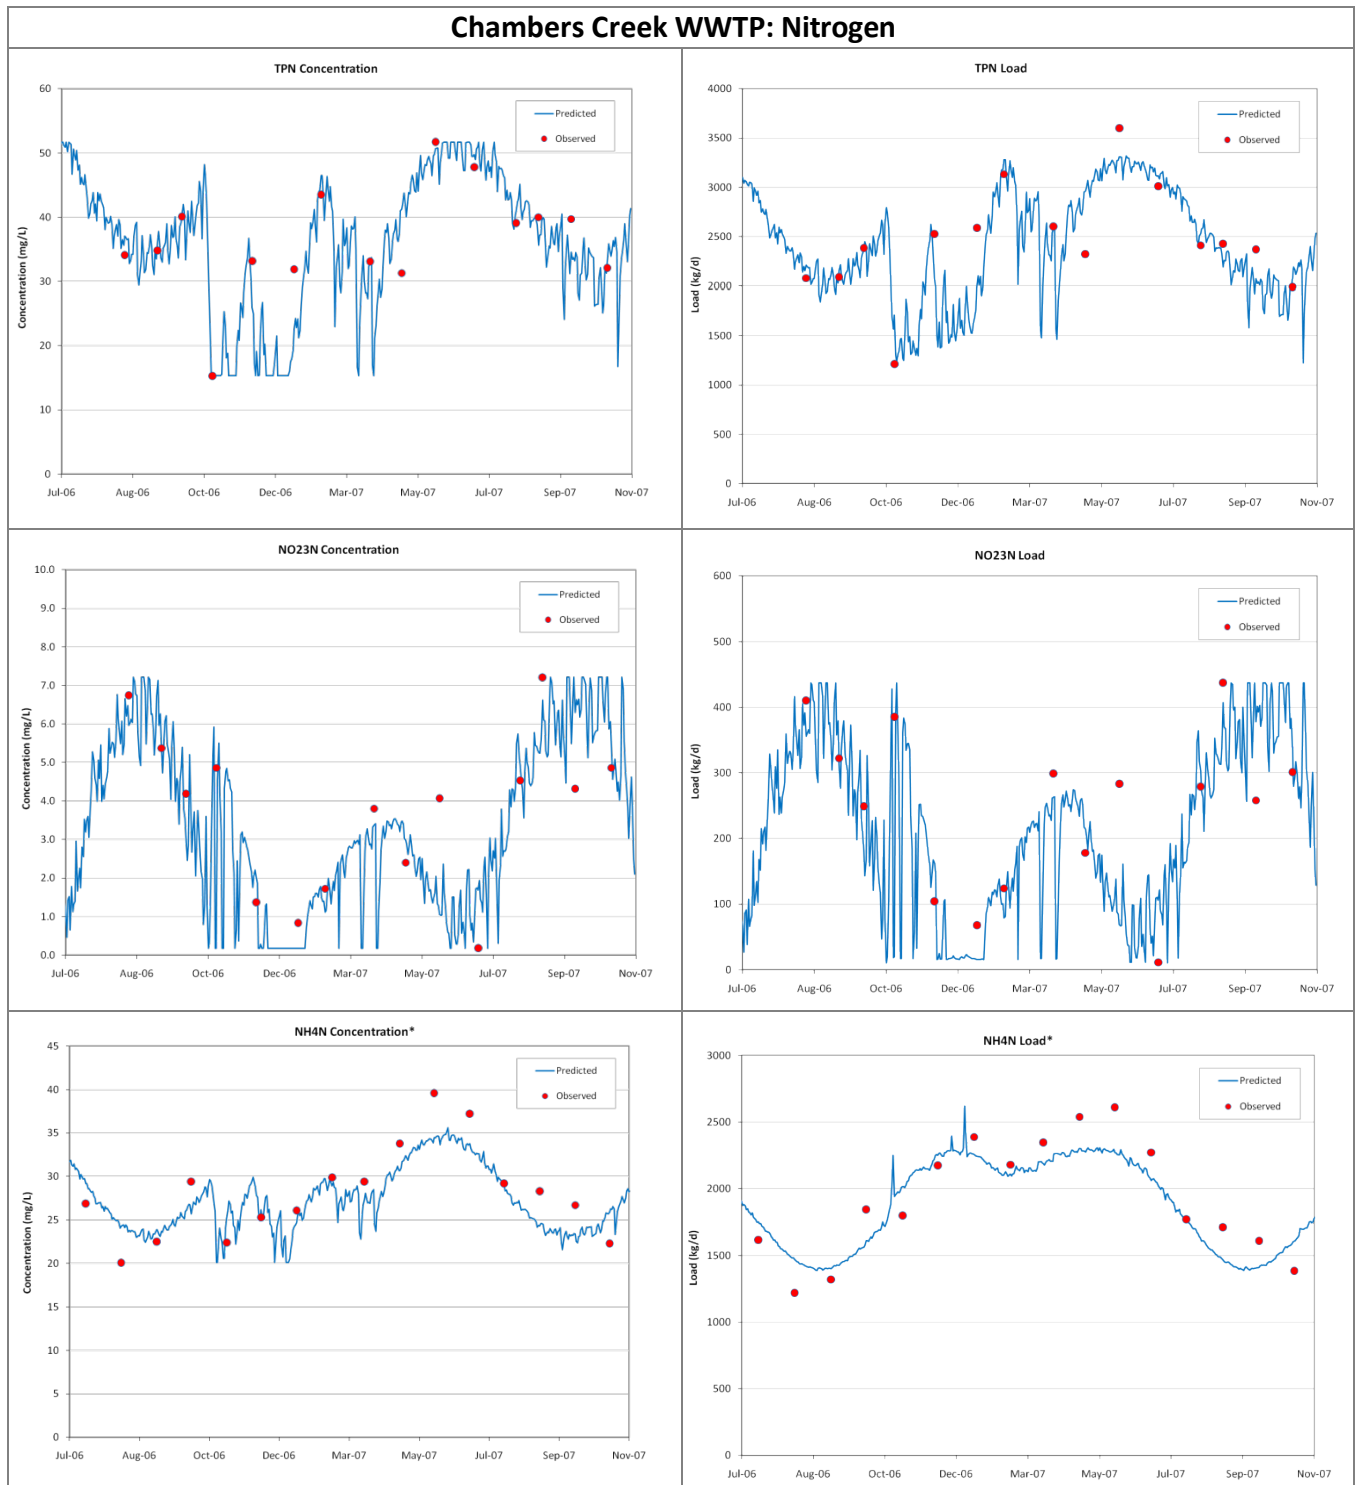 Chambers Creek WWTP: Nitrogen
TPN Concentration
Concentration (mg/L)
60
50
40
30
20
10
0
Predicted
Observed
Jul-06 Aug-06 Oct-06 Dec-06 Mar-07 May-07 Jul-07 Sep-07 Nov-07
TPN Load
Load (kg/d)
4000
3500
3000
2500
2000
1500
1000
500
0
Predicted
Observed
Jul-06 Aug-06 Oct-06 Dec-06 Mar-07 May-07 Jul-07 Sep-07 Nov-07
NO23N Concentration
Concentration (mg/L)
10.0
9.0
8.0
7.0
6.0
5.0
4.0
3.0
2.0
1.0
0.0
Predicted
Observed
Jul-06 Aug-06 Oct-06 Dec-06 Mar-07 May-07 Jul-07 Sep-07 Nov-07
NO23N Load
Load (kg/d)
600
500
400
300
200
100
0
Predicted
Observed
Jul-06 Aug-06 Oct-06 Dec-06 Mar-07 May-07 Jul-07 Sep-07 Nov-07
NH4N Concentration*
Concentration (mg/L)
45
40
35
30
25
20
15
10
5
0
Predicted
Observed
Jul-06 Aug-06 Oct-06 Dec-06 Mar-07 May-07 Jul-07 Sep-07 Nov-07
NH4N Load*
Load (kg/d)
3000
2500
2000
1500
1000
500
0
Predicted
Observed
Jul-06 Aug-06 Oct-06 Dec-06 Mar-07 May-07 Jul-07 Sep-07 Nov-07